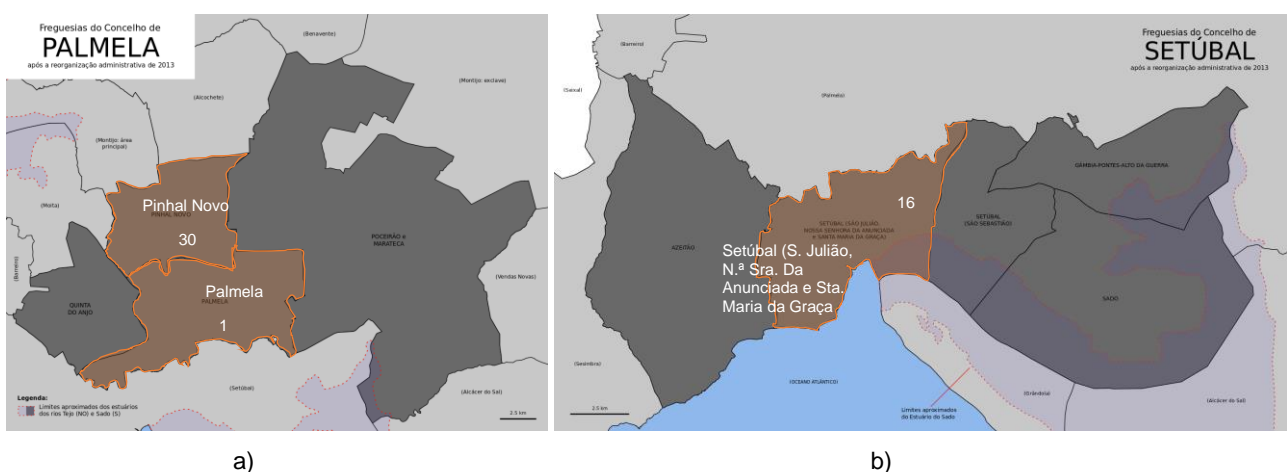 Freguesias do Concelho de
PALMELA
após a reorganização administrativa de 2013
(Benavente)
(Montijo: exclave)
(Alcochete)
(Montijo: área
principal)
(Moita)
Pinhal Novo
PINHAL NOVO
30
(Barreiro)
POCEIRÃO e
MARATECA
(Vendas Novas)
QUINTA
DO ANJO
Palmela
PALMELA
1
(Setúbal)
(Alcácer do Sal)
Legenda:
Limites aproximados dos estuários
dos rios Tejo (NO) e Sado (S)
2.5 km
a)
Freguesias do Concelho de
SETÚBAL
após a reorganização administrativa de 2013
(Barreiro)
(Seixal)
(Palmela)
GÂMBIA-PONTES-ALTO DA GUERRA
16
SETÚBAL (SÃO JULIÃO,
NOSSA SENHORA DA ANUNCIADA
e SANTA MARIA DA GRAÇA)
SETÚBAL
(SÃO SEBASTIÃO)
AZEITÃO
Setúbal (S. Julião,
N.ª Sra. Da
Anunciada e Sta.
Maria da Graça
SADO
(Sesimbra)
(OCEANO ATLÂNTICO)
(Grândola)
(Alcácer do Sal)
Limites aproximados
do Estuário do Sado
2.5 km
b)